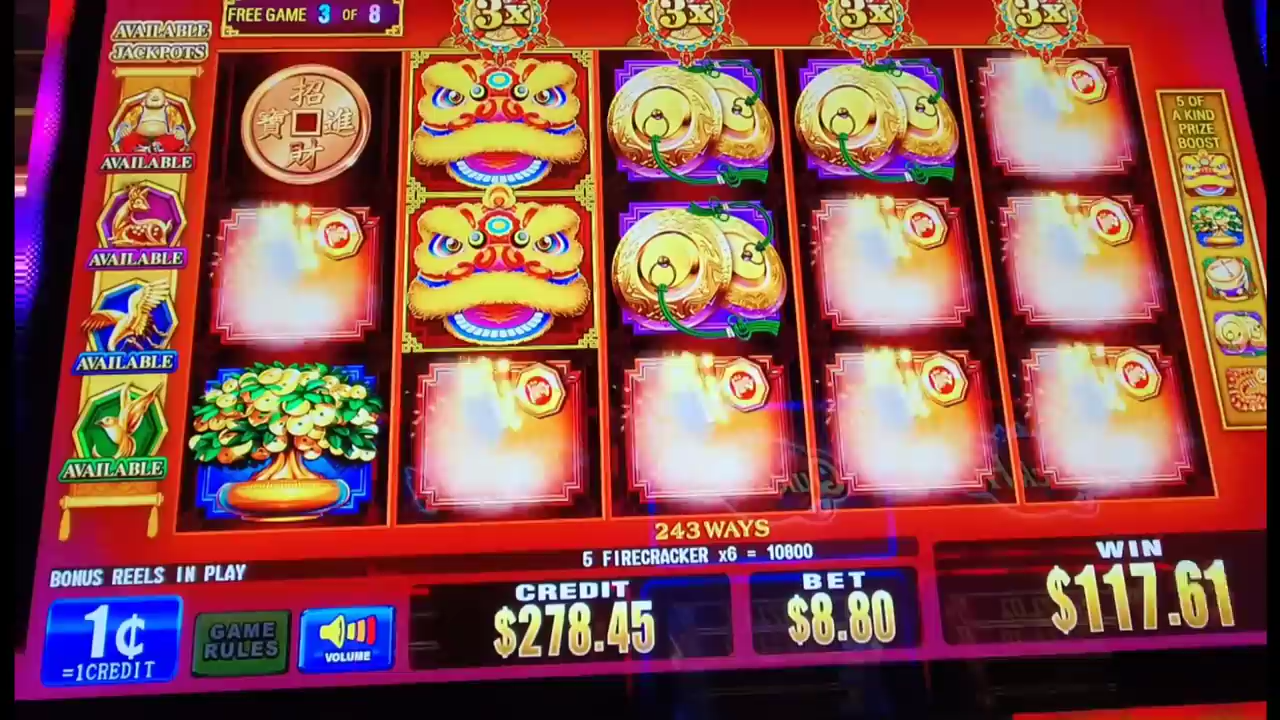 FREE GAME 3 OF 8
3x
3x
3x
3x
AVAILABLE
JACKPOTS
AVAILABLE
AVAILABLE
AVAILABLE
AVAILABLE
招
寶 進
財
5 OF
A KIND
PRIZE
BOOST
243 WAYS
5 FIRECRACKER x6 = 10800
BONUS REELS IN PLAY
1¢
=1CREDIT
GAME
RULES
VOLUME
CREDIT
$278.45
BET
$8.80
WIN
$117.61